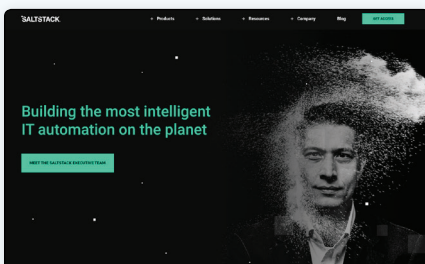 SALTSTACK
+ Products + Solutions + Resources + Company Blog GET ACCESS
Building the most intelligent
IT automation on the planet
MEET THE SALTSTACK EXECUTIVE TEAM